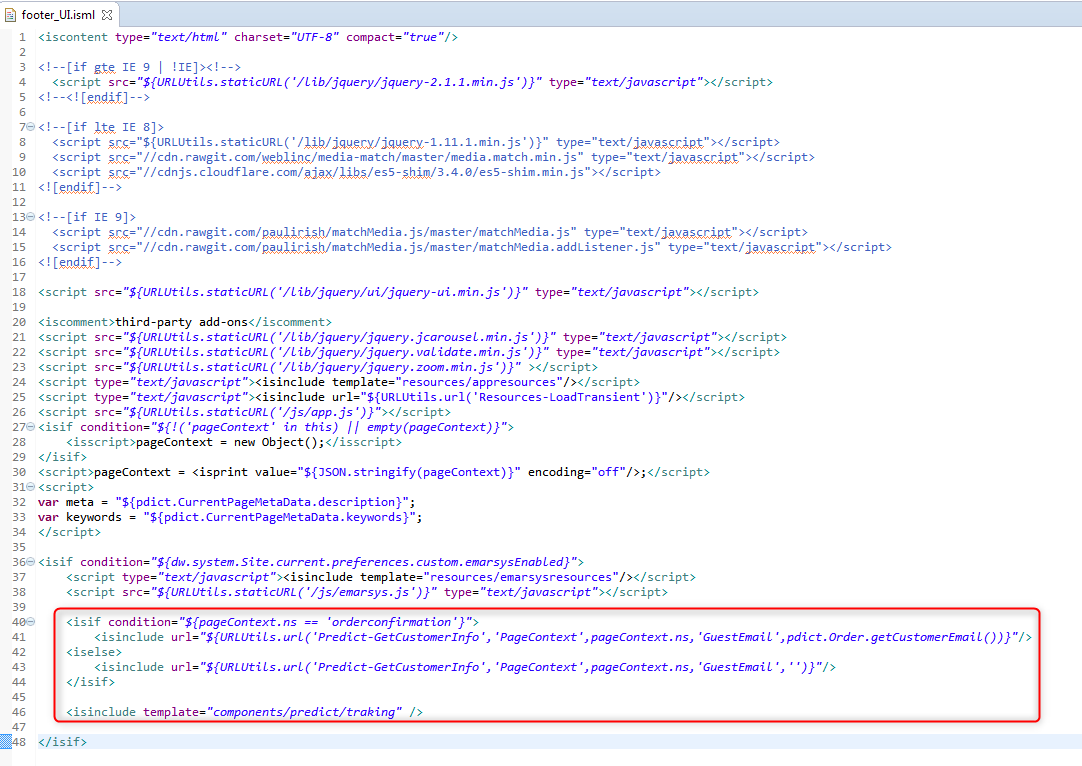 footer_UI.isml
1 <iscontent type="text/html" charset="UTF-8" compact="true"/>
2
3 <!--[if gte IE 9 | !IE]><!-->
4 <script src="${URLUtils.staticURL('/lib/jquery/jquery-2.1.1.min.js')}" type="text/javascript"></script>
5 <!--<![endif]-->
6
7 <!--[if lte IE 8]>
8 <script src="${URLUtils.staticURL('/lib/jquery/jquery-1.11.1.min.js')}" type="text/javascript"></script>
9 <script src="//cdn.rawgit.com/weblinc/media-match/master/media.match.min.js" type="text/javascript"></script>
10 <script src="//cdnjs.cloudflare.com/ajax/libs/es5-shim/3.4.0/es5-shim.min.js"></script>
11 <![endif]-->
12
13 <!--[if IE 9]>
14 <script src="//cdn.rawgit.com/paulirish/matchMedia.js/master/matchMedia.js" type="text/javascript"></script>
15 <script src="//cdn.rawgit.com/paulirish/matchMedia.js/master/matchMedia.addListener.js" type="text/javascript"></script>
16 <![endif]-->
17
18 <script src="${URLUtils.staticURL('/lib/jquery/ui/jquery-ui.min.js')}" type="text/javascript"></script>
19
20 <iscomment>third-party add-ons</iscomment>
21 <script src="${URLUtils.staticURL('/lib/jquery/jquery.jcarousel.min.js')}" type="text/javascript"></script>
22 <script src="${URLUtils.staticURL('/lib/jquery/jquery.validate.min.js')}" type="text/javascript"></script>
23 <script src="${URLUtils.staticURL('/lib/jquery/jquery.zoom.min.js')}" ></script>
24 <script type="text/javascript"><isinclude template="resources/appresources"/></script>
25 <script type="text/javascript"><isinclude url="${URLUtils.url('Resources-LoadTransient')}"/></script>
26 <script src="${URLUtils.staticURL('/js/app.js')}"></script>
27 <isif condition="${!('pageContext' in this) || empty(pageContext)}">
28 <isscript>pageContext = new Object();</isscript>
29 </isif>
30 <script>pageContext = <isprint value="${JSON.stringify(pageContext)}" encoding="off"/>;</script>
31 <script>
32 var meta = "${pdict.CurrentPageMetaData.description}";
33 var keywords = "${pdict.CurrentPageMetaData.keywords}";
34 </script>
35
36 <isif condition="${dw.system.Site.current.preferences.custom.emarsysEnabled}">
37 <script type="text/javascript"><isinclude template="resources/emarsysresources"/></script>
38 <script src="${URLUtils.staticURL('/js/emarsys.js')}" type="text/javascript"></script>
39
40 <isif condition="${pageContext.ns == 'orderconfirmation'}">
41 <isinclude url="${URLUtils.url('Predict-GetCustomerInfo','PageContext',pageContext.ns,'GuestEmail',pdict.Order.getCustomerEmail())}"/>
42 <iselse>
43 <isinclude url="${URLUtils.url('Predict-GetCustomerInfo','PageContext',pageContext.ns,'GuestEmail','')}"/>
44 </isif>
45
46 <isinclude template="components/predict/traking" />
47
48 </isif>